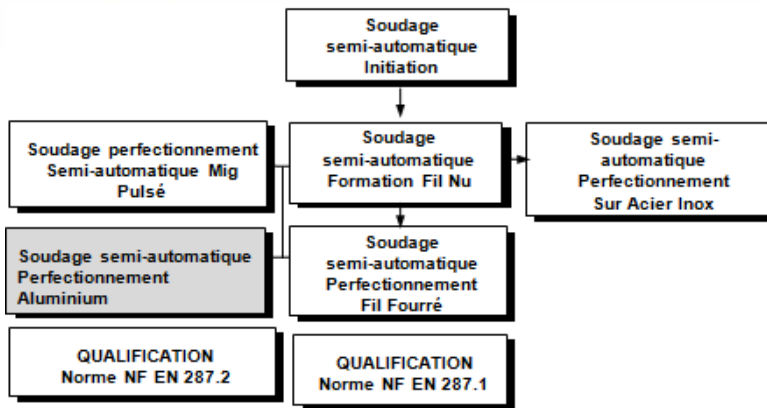 Soudage
semi-automatique
Initiation
Soudage perfectionnement
Semi-automatique Mig
Pulsé
Soudage
semi-automatique
Formation Fil Nu
Soudage semi-
automatique
Perfectionnement
Sur Acier Inox
Soudage semi-automatique
Perfectionnement
Aluminium
Soudage
semi-automatique
Perfectionnement
Fil Fourré
QUALIFICATION
Norme NF EN 287.2
QUALIFICATION
Norme NF EN 287.1